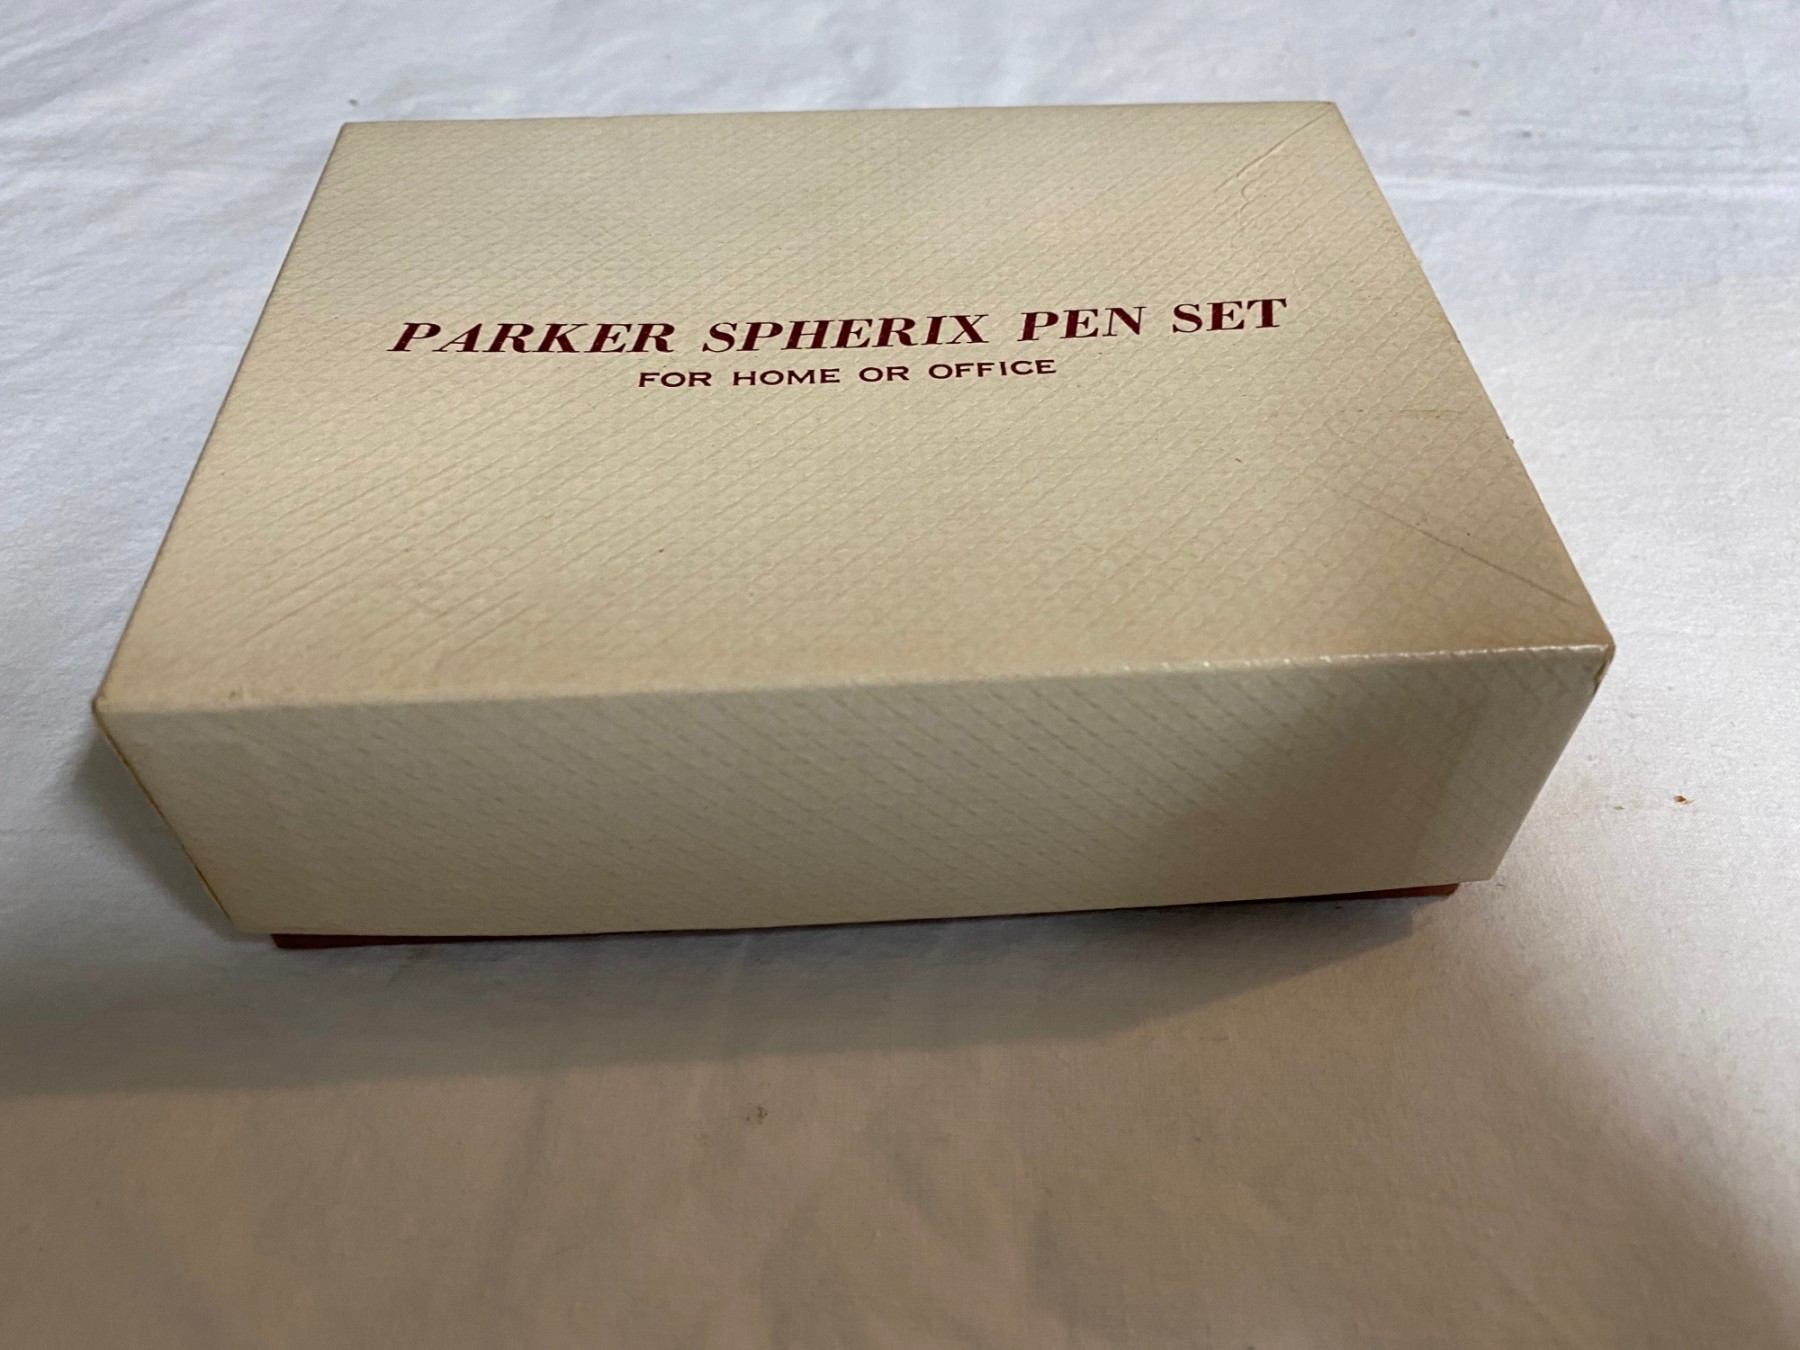 PARKER SPHERIX PEN SET
FOR HOME OR OFFICE